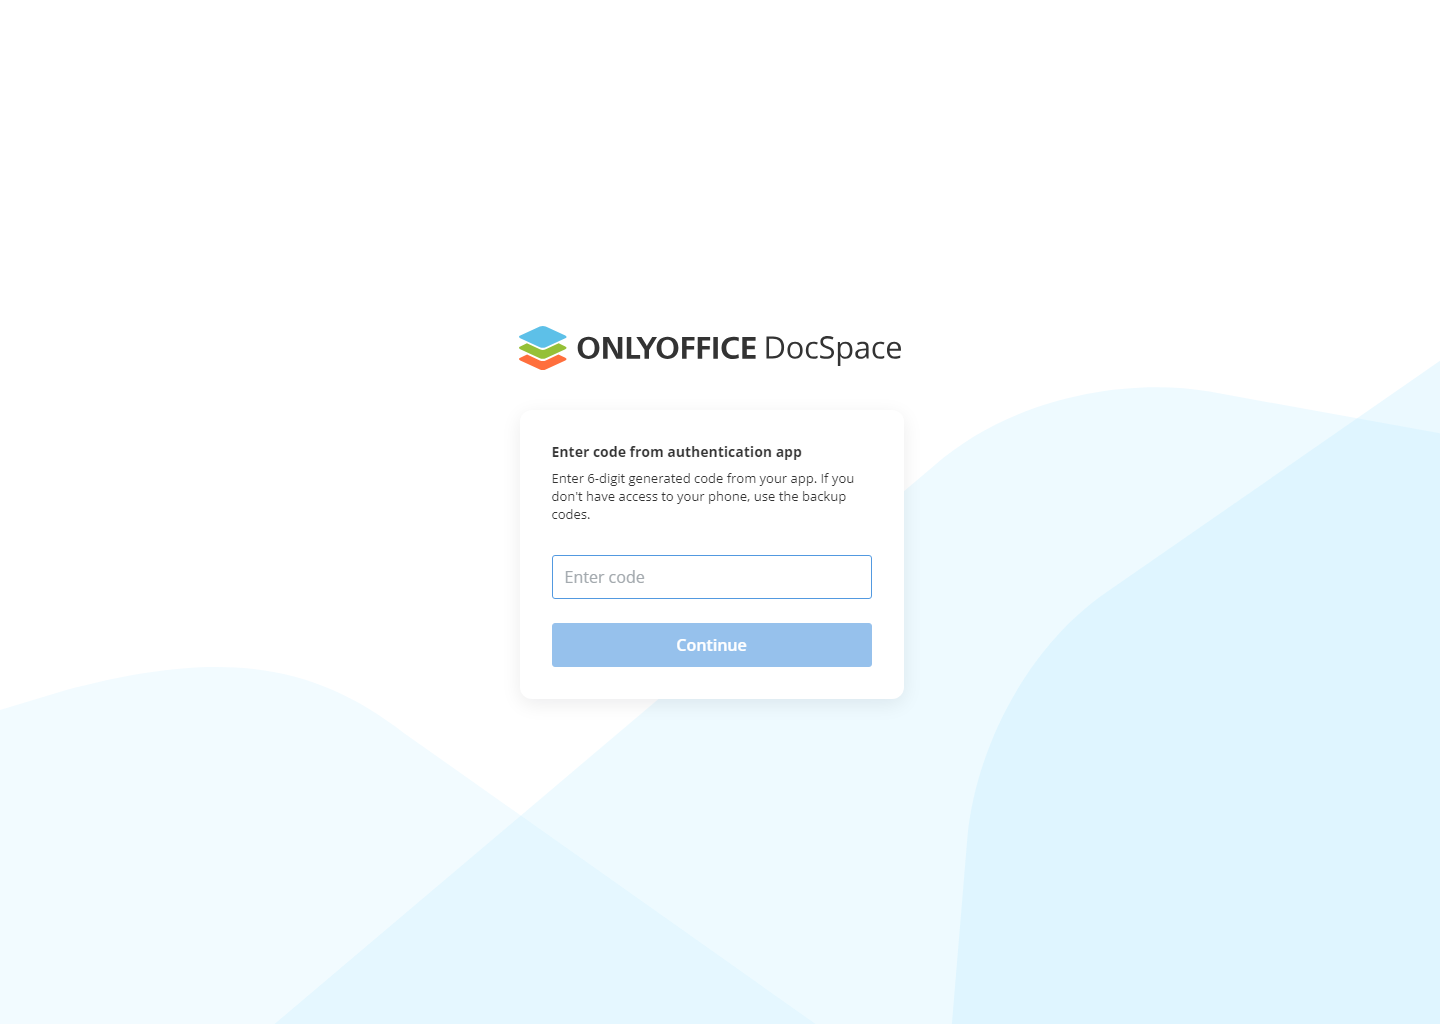 ONLYOFFICE DocSpace
Enter code from authentication app
Enter 6-digit generated code from your app. If you
don't have access to your phone, use the backup
codes.
Enter code
Continue